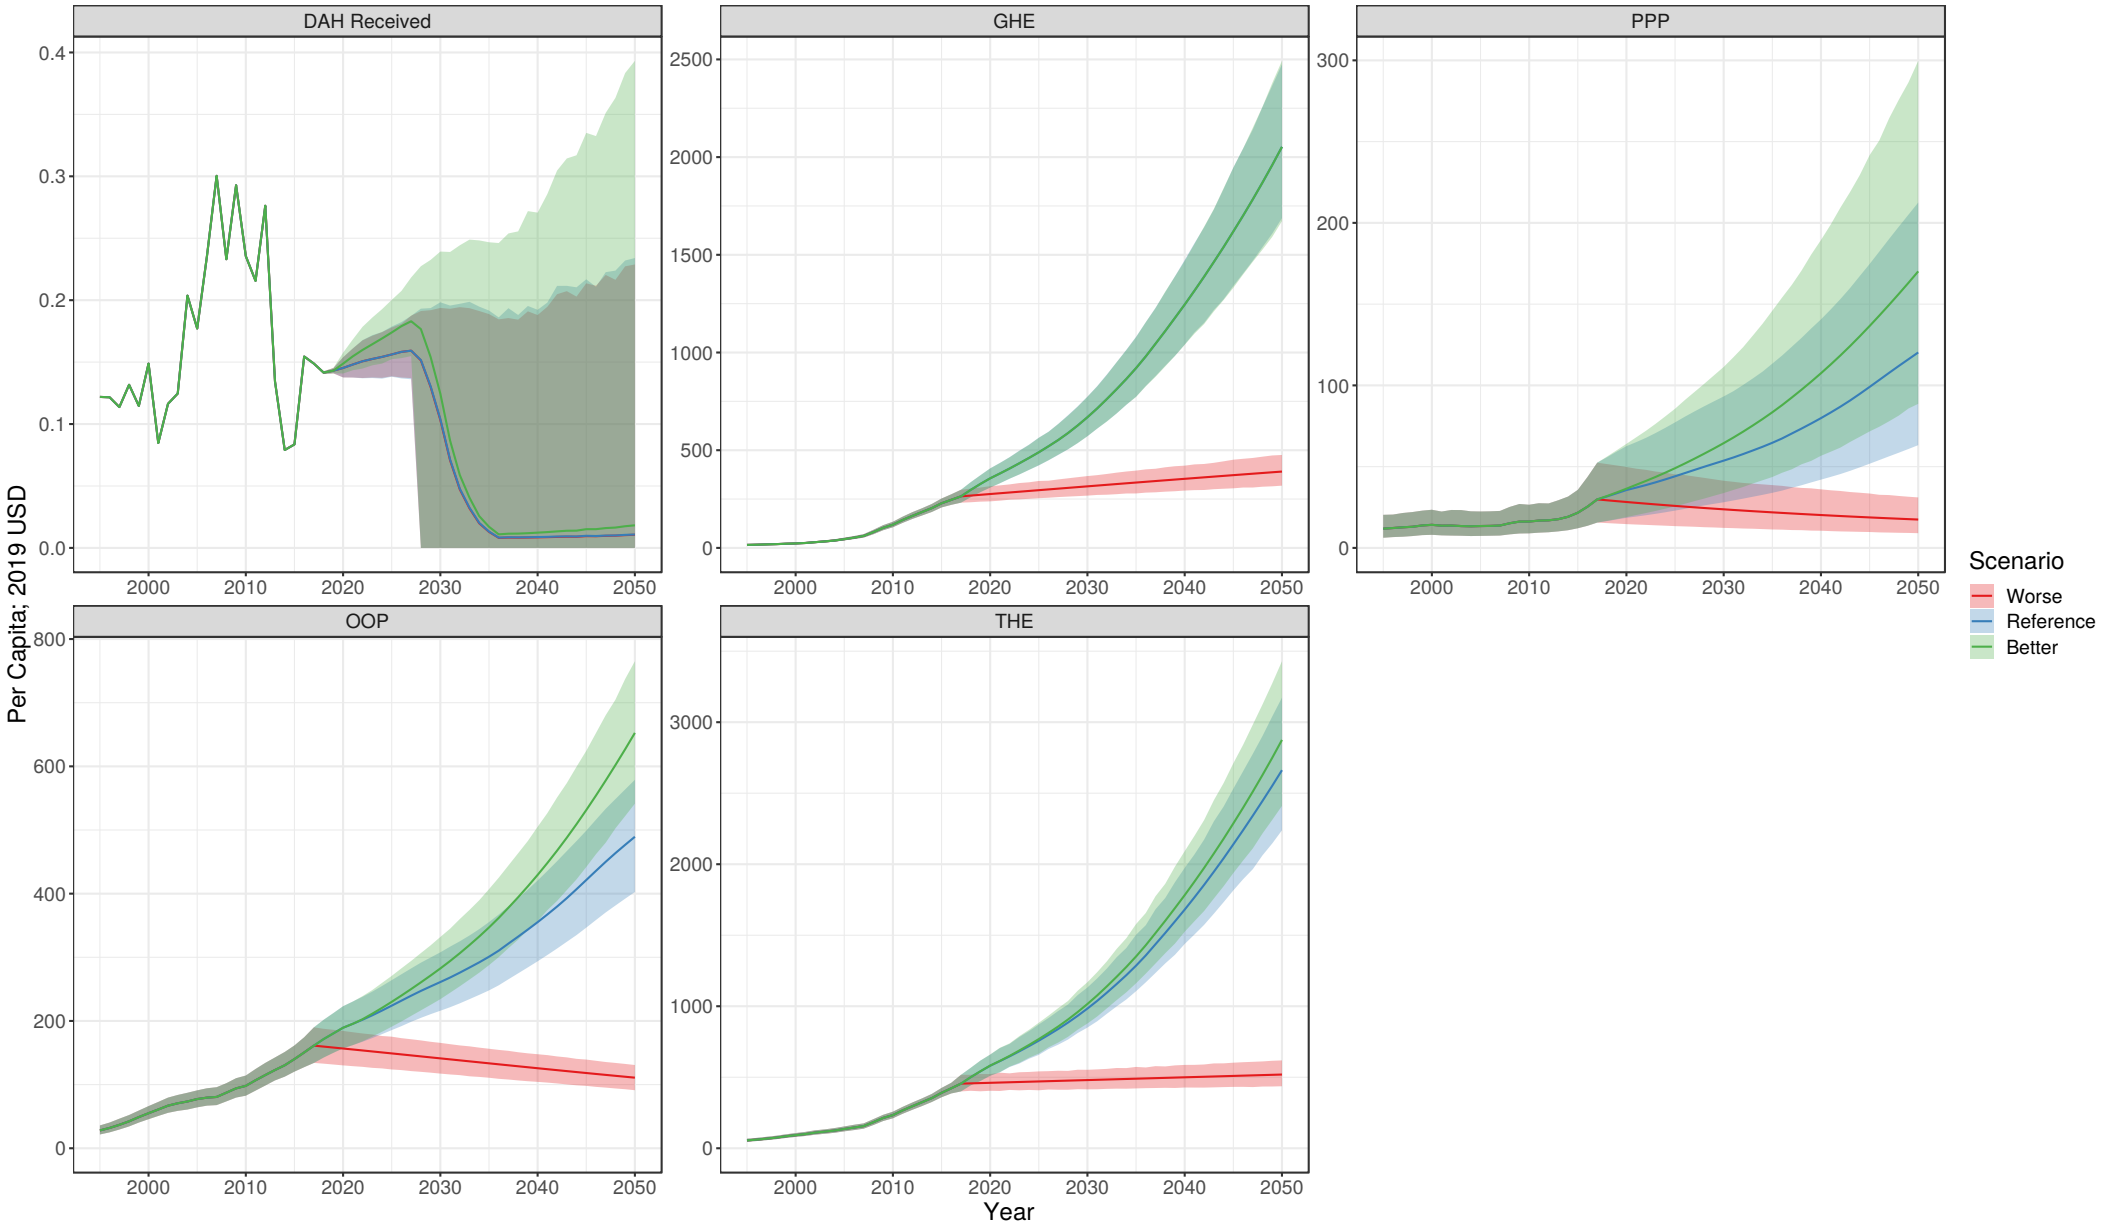 DAH Received
GHE
PPP
0.4
0.3
0.2
0.1
0.0
2500
2000
1500
1000
500
0
300
200
100
0
2000 2010 2020 2030 2040 2050
2000 2010 2020 2030 2040 2050
2000 2010 2020 2030 2040 2050
OOP
THE
800
600
400
200
0
3000
2000
1000
0
2000 2010 2020 2030 2040 2050
2000 2010 2020 2030 2040 2050
Per Capita; 2019 USD
Year
Scenario
Worse
Reference
Better